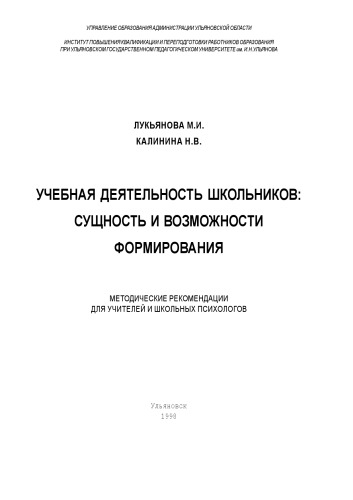 УПРАВЛЕНИЕ ОБРАЗОВАНИЯ АДМИНИСТРАЦИИ УЛЬЯНОВСКОЙ ОБЛАСТИ
ИНСТИТУТ ПОВЫШЕНИЯ КВАЛИФИКАЦИИ И ПЕРЕПОДГОТОВКИ РАБОТНИКОВ ОБРАЗОВАНИЯ
ПРИ УЛЬЯНОВСКОМ ГОСУДАРСТВЕННОМ ПЕДАГОГИЧЕСКОМ УНИВЕРСИТЕТЕ им. И.Н.УЛЬЯНОВА
ЛУКЬЯНОВА М.И.
КАЛИНИНА Н.В.
УЧЕБНАЯ ДЕЯТЕЛЬНОСТЬ ШКОЛЬНИКОВ:
СУЩНОСТЬ И ВОЗМОЖНОСТИ
ФОРМИРОВАНИЯ
МЕТОДИЧЕСКИЕ РЕКОМЕНДАЦИИ
ДЛЯ УЧИТЕЛЕЙ И ШКОЛЬНЫХ ПСИХОЛОГОВ
Ульяновск
1998